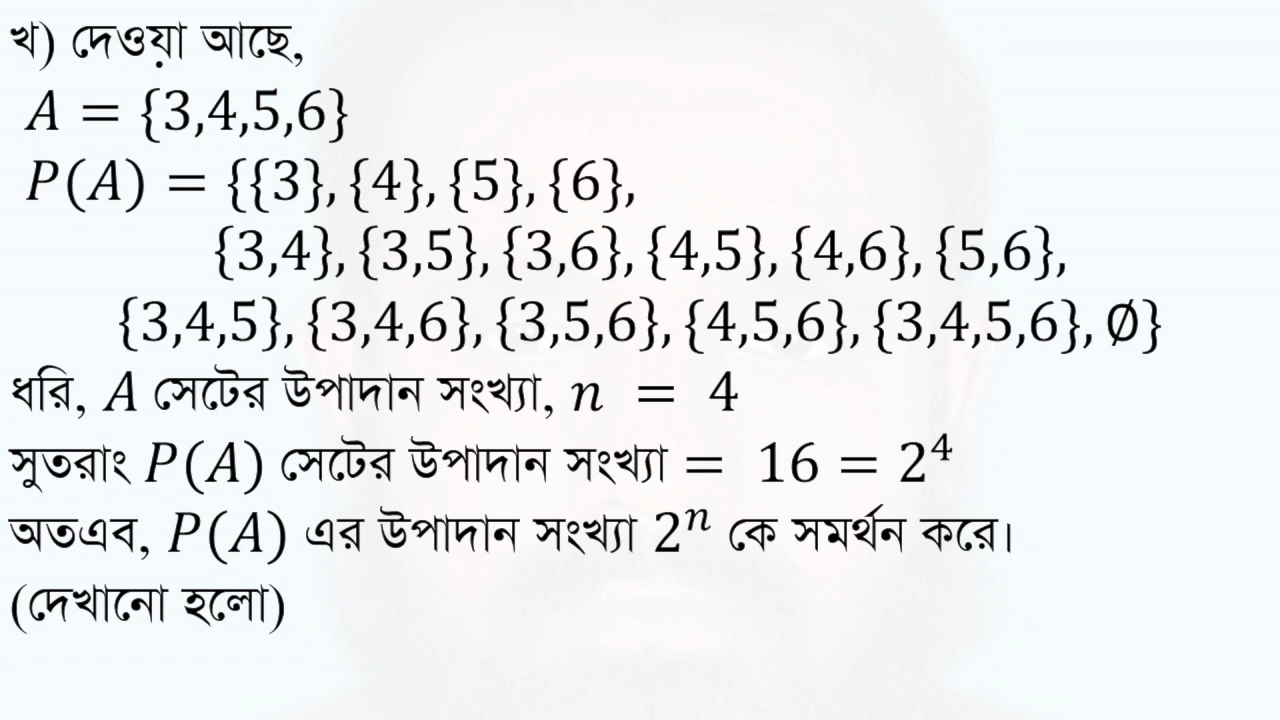 খ) দেওয়া আছে,
A = {3,4,5,6}
P(A) = {{3}, {4}, {5}, {6},
{3,4}, {3,5}, {3,6}, {4,5}, {4,6}, {5,6},
{3,4,5}, {3,4,6}, {3,5,6}, {4,5,6}, {3,4,5,6}, ∅}
ধরি, A সেটের উপাদান সংখ্যা, n = 4
সুতরাং P(A) সেটের উপাদান সংখ্যা = 16 = 2⁴
অতএব, P(A) এর উপাদান সংখ্যা 2ⁿ কে সমর্থন করে।
(দেখানো হলো)